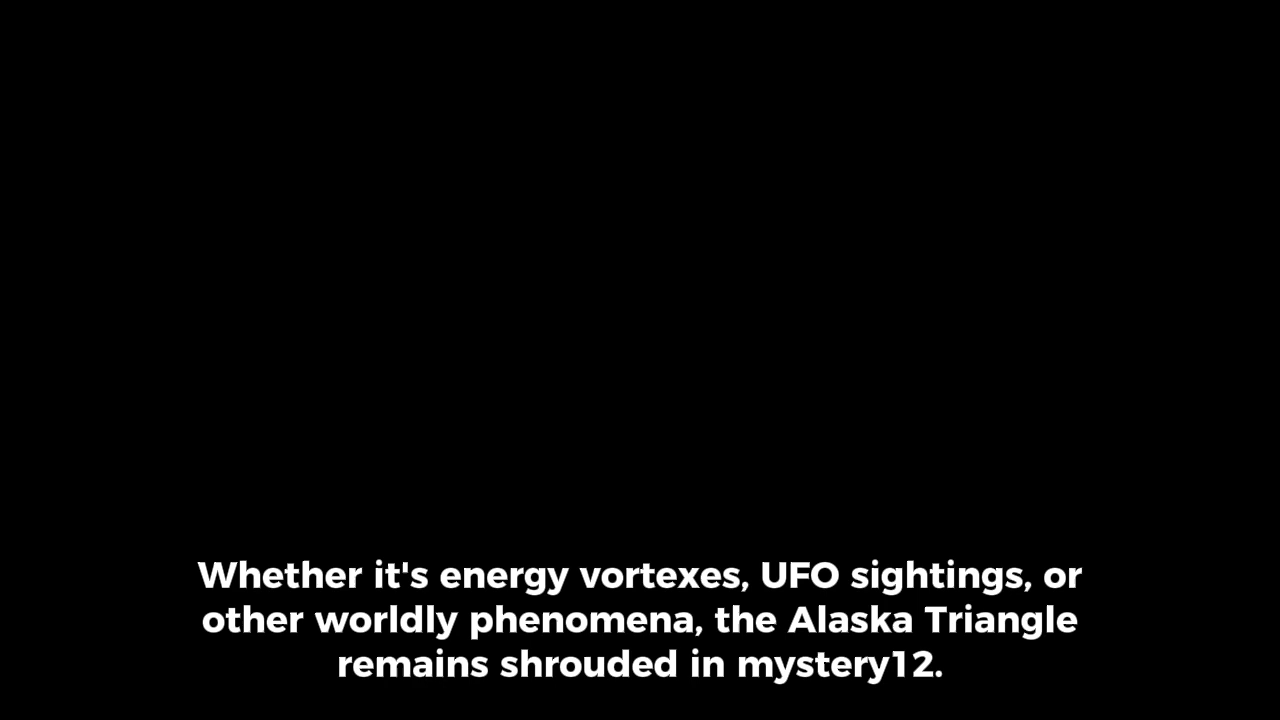 Whether it's energy vortexes, UFO sightings, or
other worldly phenomena, the Alaska Triangle
remains shrouded in mystery12.